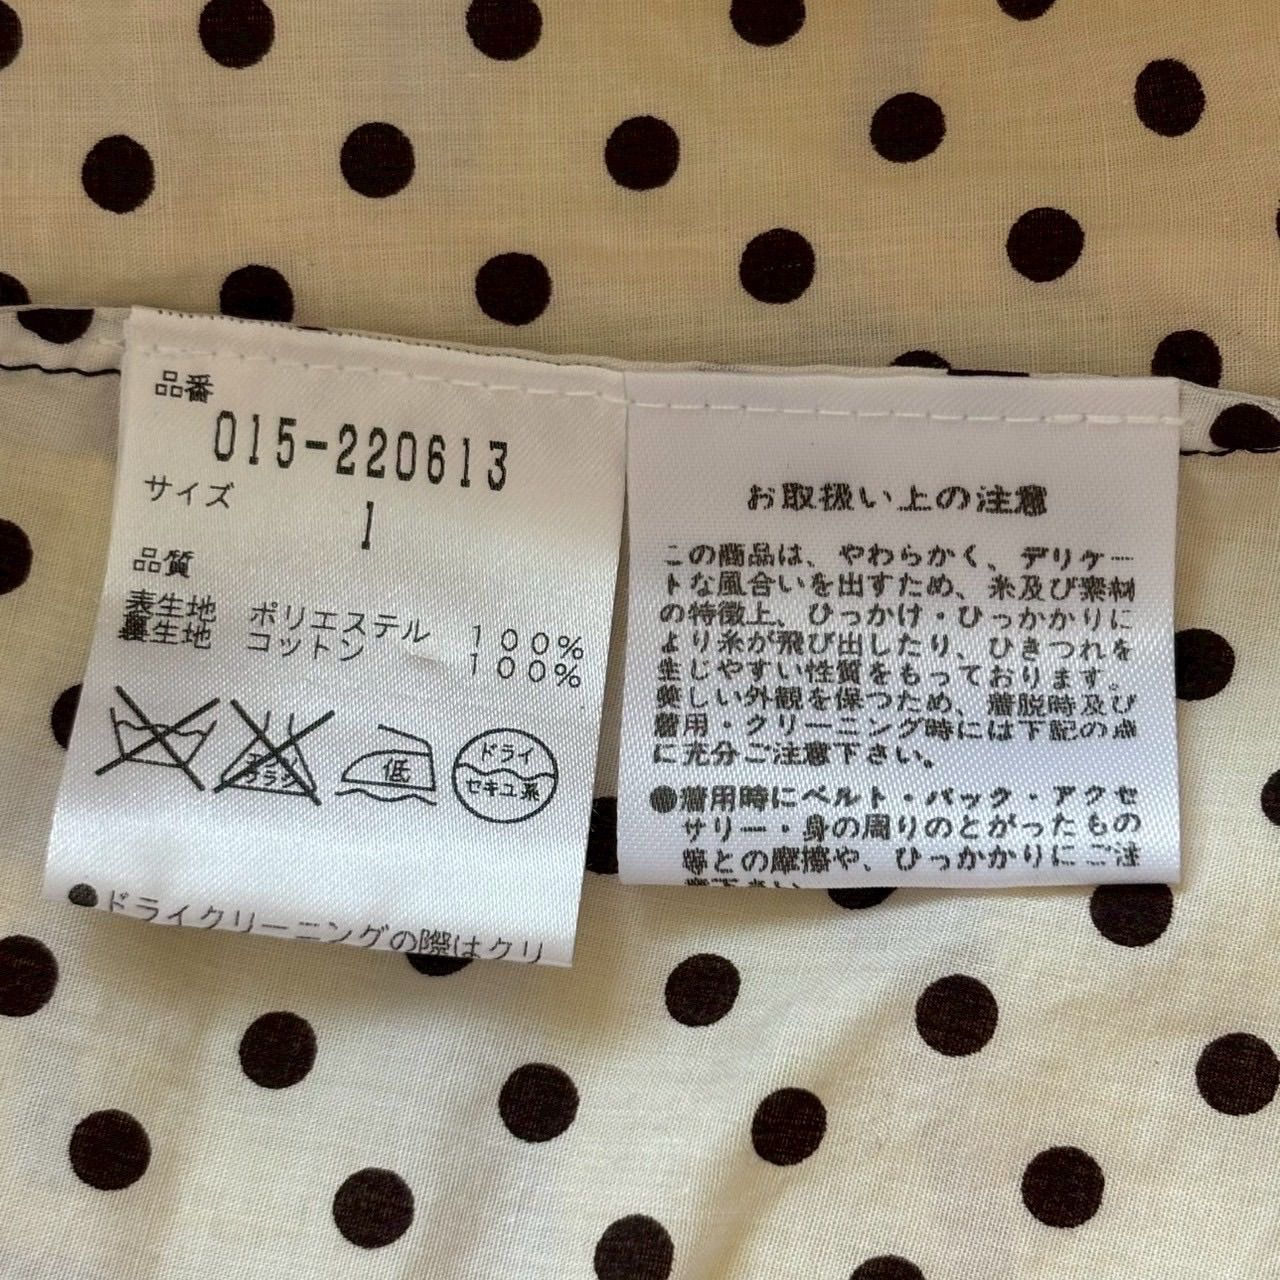 品番
015-220613
サイズ
1
品質
表生地 ポリエステル 100%
裏生地 コットン 100%
エンソサラシ
低
ドライ
セキユ系
●ドライクリーニングの際はクリ
お取扱い上の注意
この商品は、やわらかく、デリケー
トな風合いを出すため、糸及び素材
の特徴上、ひっかけ・ひっかかりに
より糸が飛び出したり、ひきつれを
生じやすい性質をもっております。
美しい外観を保つため、着脱時及び
着用・クリーニング時には下記の点
に充分ご注意下さい。
●着用時にベルト・バック・アクセ
サリー・身の周りのとがったもの
等との摩擦や、ひっかかりにご注
意下さい。